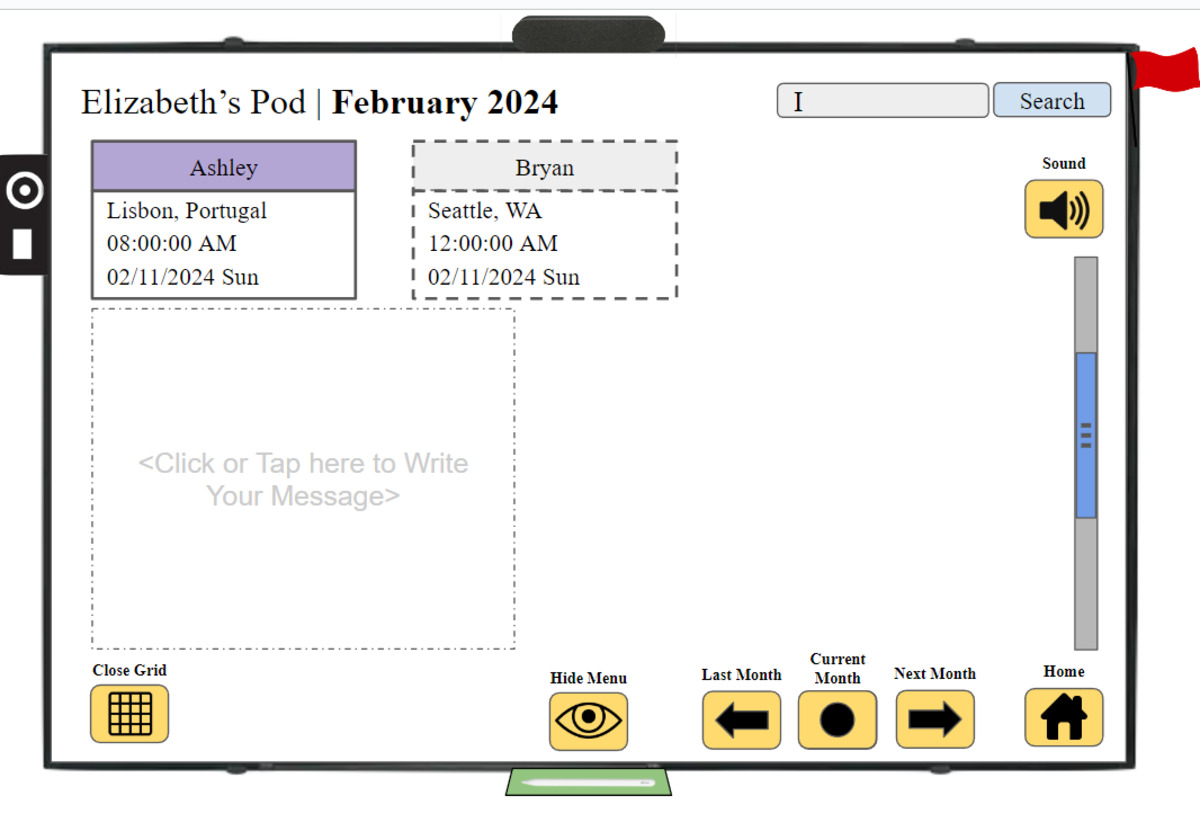 Elizabeth’s Pod | February 2024
Search
Ashley
Lisbon, Portugal
08:00:00 AM
02/11/2024 Sun
Bryan
Seattle, WA
12:00:00 AM
02/11/2024 Sun
Sound
<Click or Tap here to Write
Your Message>
Close Grid
Hide Menu
Last Month
Current
Month
Next Month
Home